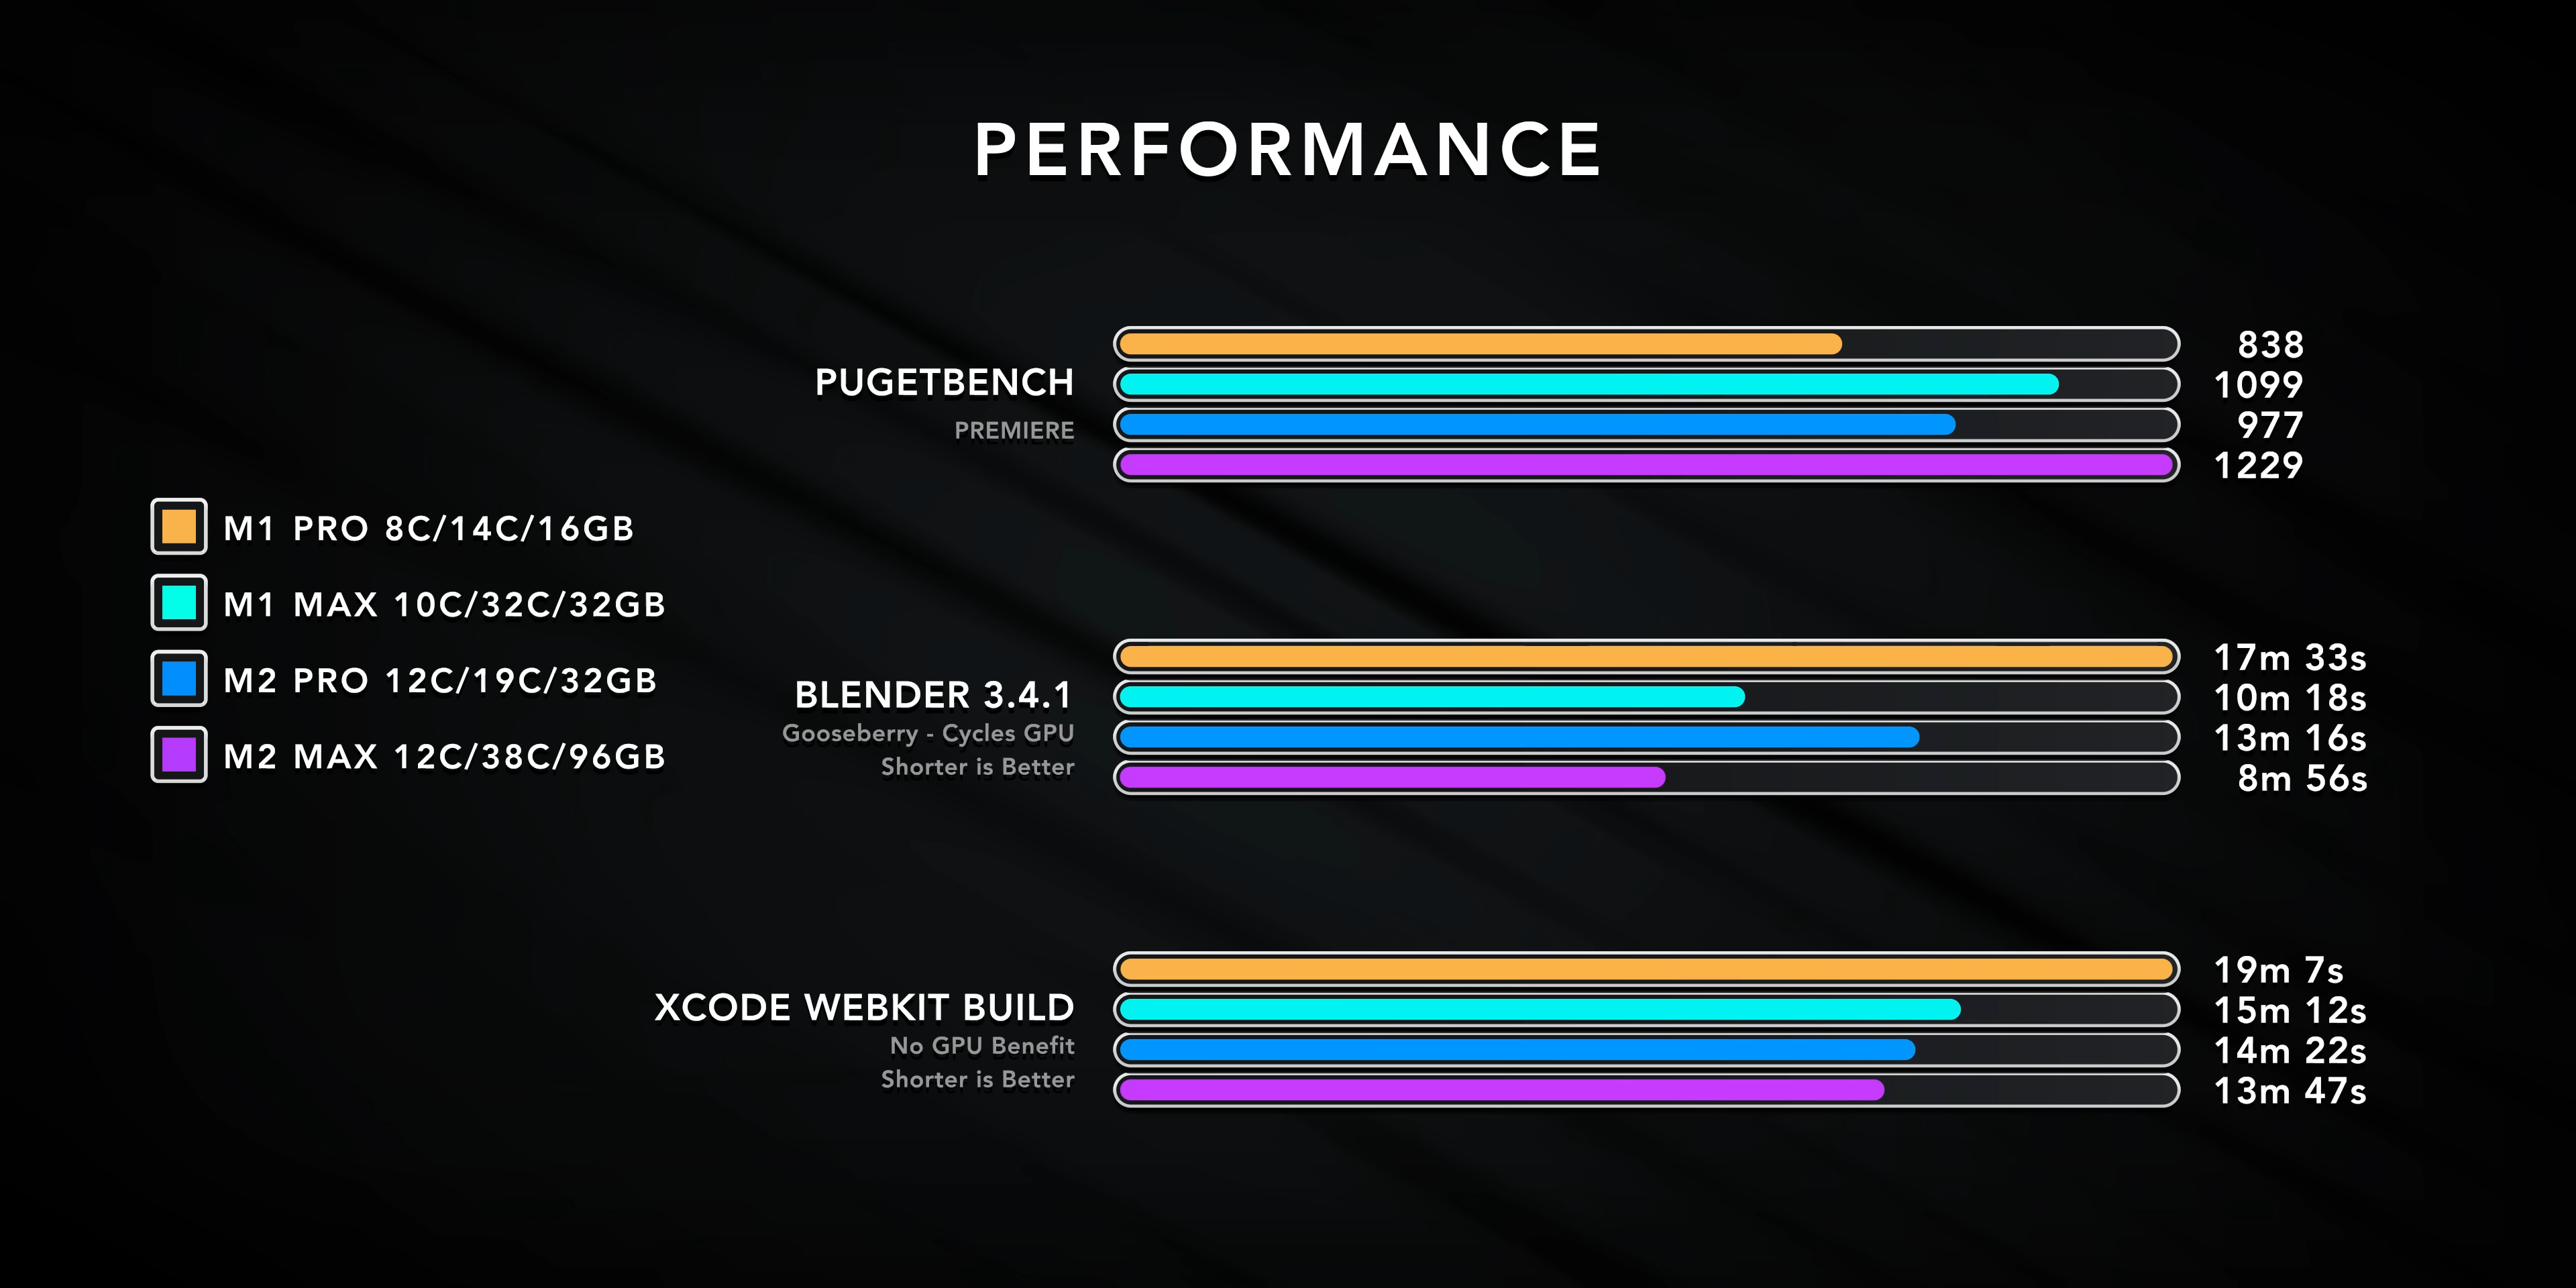 PERFORMANCE
M1 PRO 8C/14C/16GB
M1 MAX 10C/32C/32GB
M2 PRO 12C/19C/32GB
M2 MAX 12C/38C/96GB
PUGETBENCH
PREMIERE
838
1099
977
1229
BLENDER 3.4.1
Gooseberry - Cycles GPU
Shorter is Better
17m 33s
10m 18s
13m 16s
8m 56s
XCODE WEBKIT BUILD
No GPU Benefit
Shorter is Better
19m 7s
15m 12s
14m 22s
13m 47s